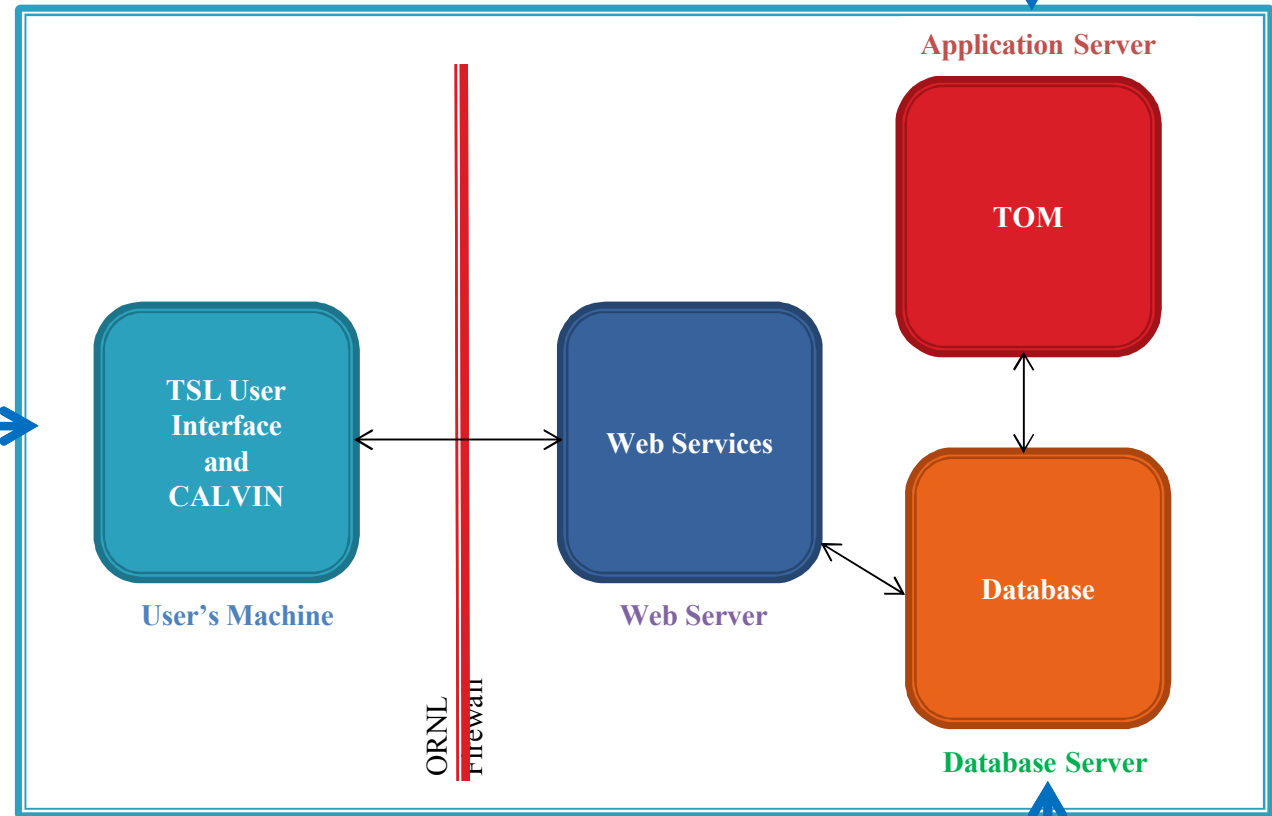 Application Server
TOM
TSL User
Interface
and
CALVIN
Web Services
Database
User’s Machine
Web Server
ORNL
Firewall
Database Server